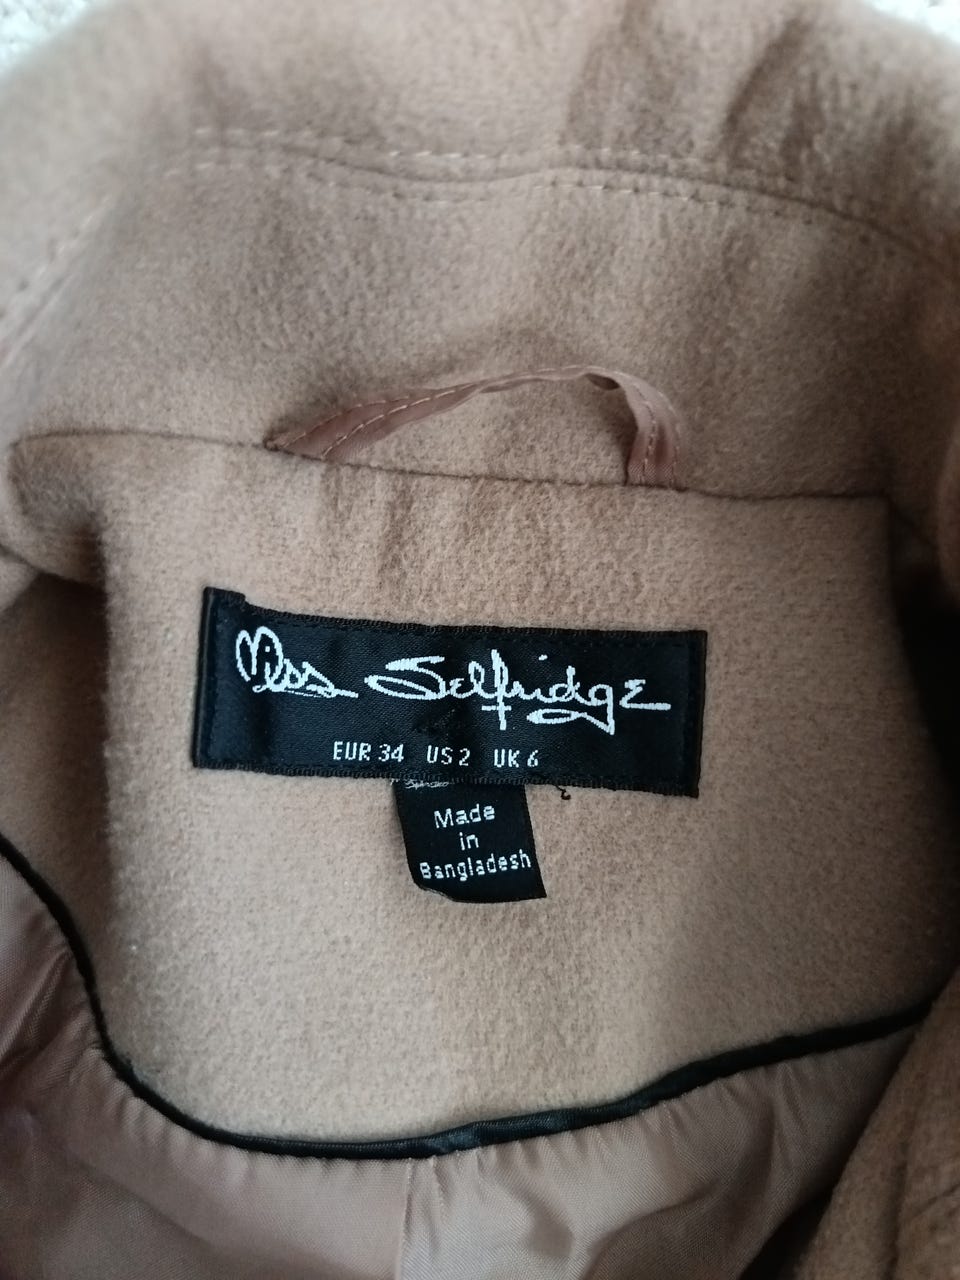 Miss Selfridge
EUR 34 US 2 UK 6
Made
in
Bangladesh